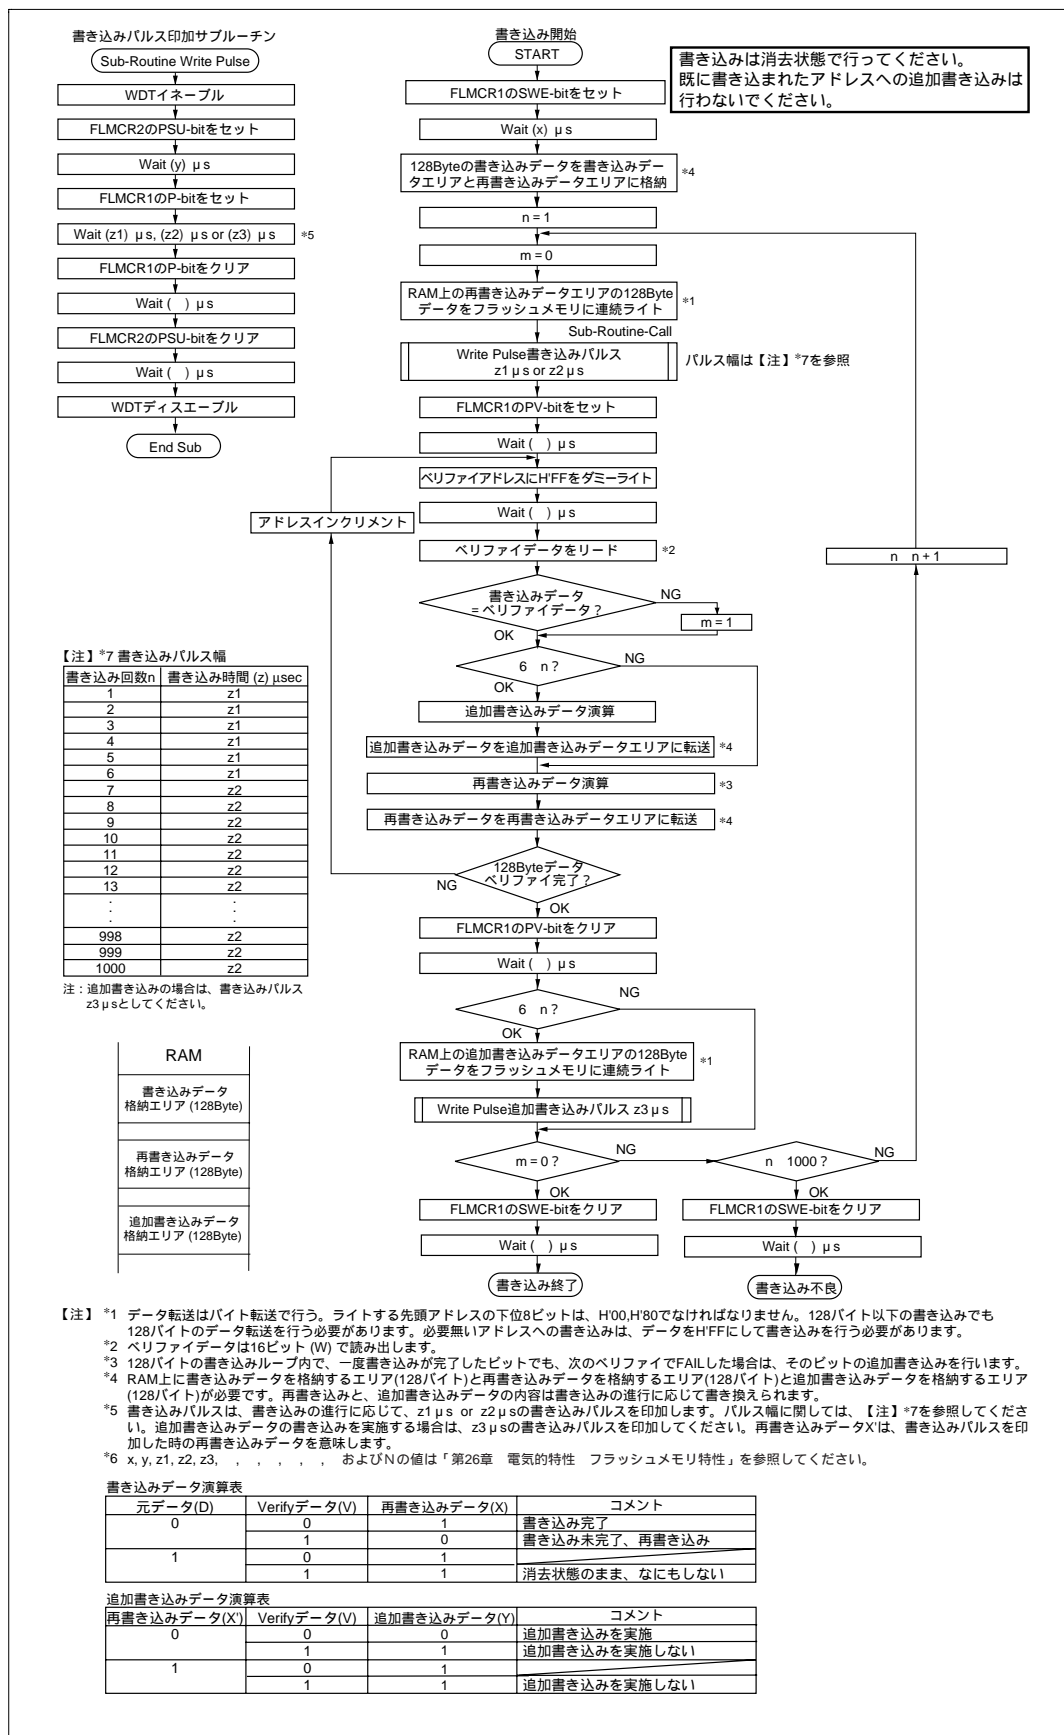 書き込みパルス印加サブルーチン
Sub-Routine Write Pulse
WDTイネーブル
FLMCR2のPSU-bitをセット
Wait (y) μs
FLMCR1のP-bitをセット
Wait (z1) μs, (z2) μs or (z3) μs *5
FLMCR1のP-bitをクリア
Wait ( ) μs
FLMCR2のPSU-bitをクリア
Wait ( ) μs
WDTディスエーブル
End Sub
書き込み開始
START
書き込みは消去状態で行ってください。
既に書き込まれたアドレスへの追加書き込みは
行わないでください。
FLMCR1のSWE-bitをセット
Wait (x) μs
128Byteの書き込みデータを書き込みデー
タエリアと再書き込みデータエリアに格納 *4
n = 1
m = 0
RAM上の再書き込みデータエリアの128Byte
データをフラッシュメモリに連続ライト *1
Sub-Routine-Call
Write Pulse書き込みパルス
z1 μs or z2 μs
パルス幅は【注】*7を参照
FLMCR1のPV-bitをセット
Wait ( ) μs
ベリファイアドレスにH'FFをダミーライト
Wait ( ) μs
アドレスインクリメント
ベリファイデータをリード *2
n n + 1
書き込みデータ
= ベリファイデータ?
NG
m = 1
OK
6 n ?
NG
OK
追加書き込みデータ演算
追加書き込みデータを追加書き込みデータエリアに転送 *4
再書き込みデータ演算 *3
再書き込みデータを再書き込みデータエリアに転送 *4
128Byteデータ
ベリファイ完了?
NG
OK
FLMCR1のPV-bitをクリア
Wait ( ) μs
6 n ?
NG
OK
RAM上の追加書き込みデータエリアの128Byte
データをフラッシュメモリに連続ライト *1
Write Pulse追加書き込みパルス z3 μs
m = 0 ?
NG
n 1000 ?
NG
OK
OK
FLMCR1のSWE-bitをクリア
FLMCR1のSWE-bitをクリア
Wait ( ) μs
Wait ( ) μs
書き込み終了
書き込み不良
【注】*7 書き込みパルス幅
書き込み回数n 書き込み時間 (z) μsec
1 z1
2 z1
3 z1
4 z1
5 z1
6 z1
7 z2
8 z2
9 z2
10 z2
11 z2
12 z2
13 z2
: :
998 z2
999 z2
1000 z2
注:追加書き込みの場合は、書き込みパルス
z3 μsとしてください。
RAM
書き込みデータ
格納エリア (128Byte)
再書き込みデータ
格納エリア (128Byte)
追加書き込みデータ
格納エリア (128Byte)
【注】 *1 データ転送はバイト転送で行う。ライトする先頭アドレスの下位8ビットは、H'00,H'80でなければなりません。128バイト以下の書き込みでも
128バイトのデータ転送を行う必要があります。必要無いアドレスへの書き込みは、データをH'FFにして書き込みを行う必要があります。
*2 ベリファイデータは16ビット (W) で読み出します。
*3 128バイトの書き込みループ内で、一度書き込みが完了したビットでも、次のベリファイでFAILした場合は、そのビットの追加書き込みを行います。
*4 RAM上に書き込みデータを格納するエリア(128バイト)と再書き込みデータを格納するエリア(128バイト)と追加書き込みデータを格納するエリア
(128バイト)が必要です。再書き込みと、追加書き込みデータの内容は書き込みの進行に応じて書き換えられます。
*5 書き込みパルスは、書き込みの進行に応じて、z1 μs or z2 μsの書き込みパルスを印加します。パルス幅に関しては、【注】*7を参照してくださ
い。追加書き込みデータの書き込みを実施する場合は、z3 μsの書き込みパルスを印加してください。再書き込みデータX'は、書き込みパルスを印
加した時の再書き込みデータを意味します。
*6 x, y, z1, z2, z3, , , , , , およびNの値は「第26章 電気的特性 フラッシュメモリ特性」を参照してください。
書き込みデータ演算表
元データ(D) Verifyデータ(V) 再書き込みデータ(X) コメント
0 0 1 書き込み完了
1 0 書き込み未完了、再書き込み
1 0 1
1 1 消去状態のまま、なにもしない
追加書き込みデータ演算表
再書き込みデータ(X') Verifyデータ(V) 追加書き込みデータ(Y) コメント
0 0 0 追加書き込みを実施
1 1 追加書き込みを実施しない
1 0 1
1 1 追加書き込みを実施しない